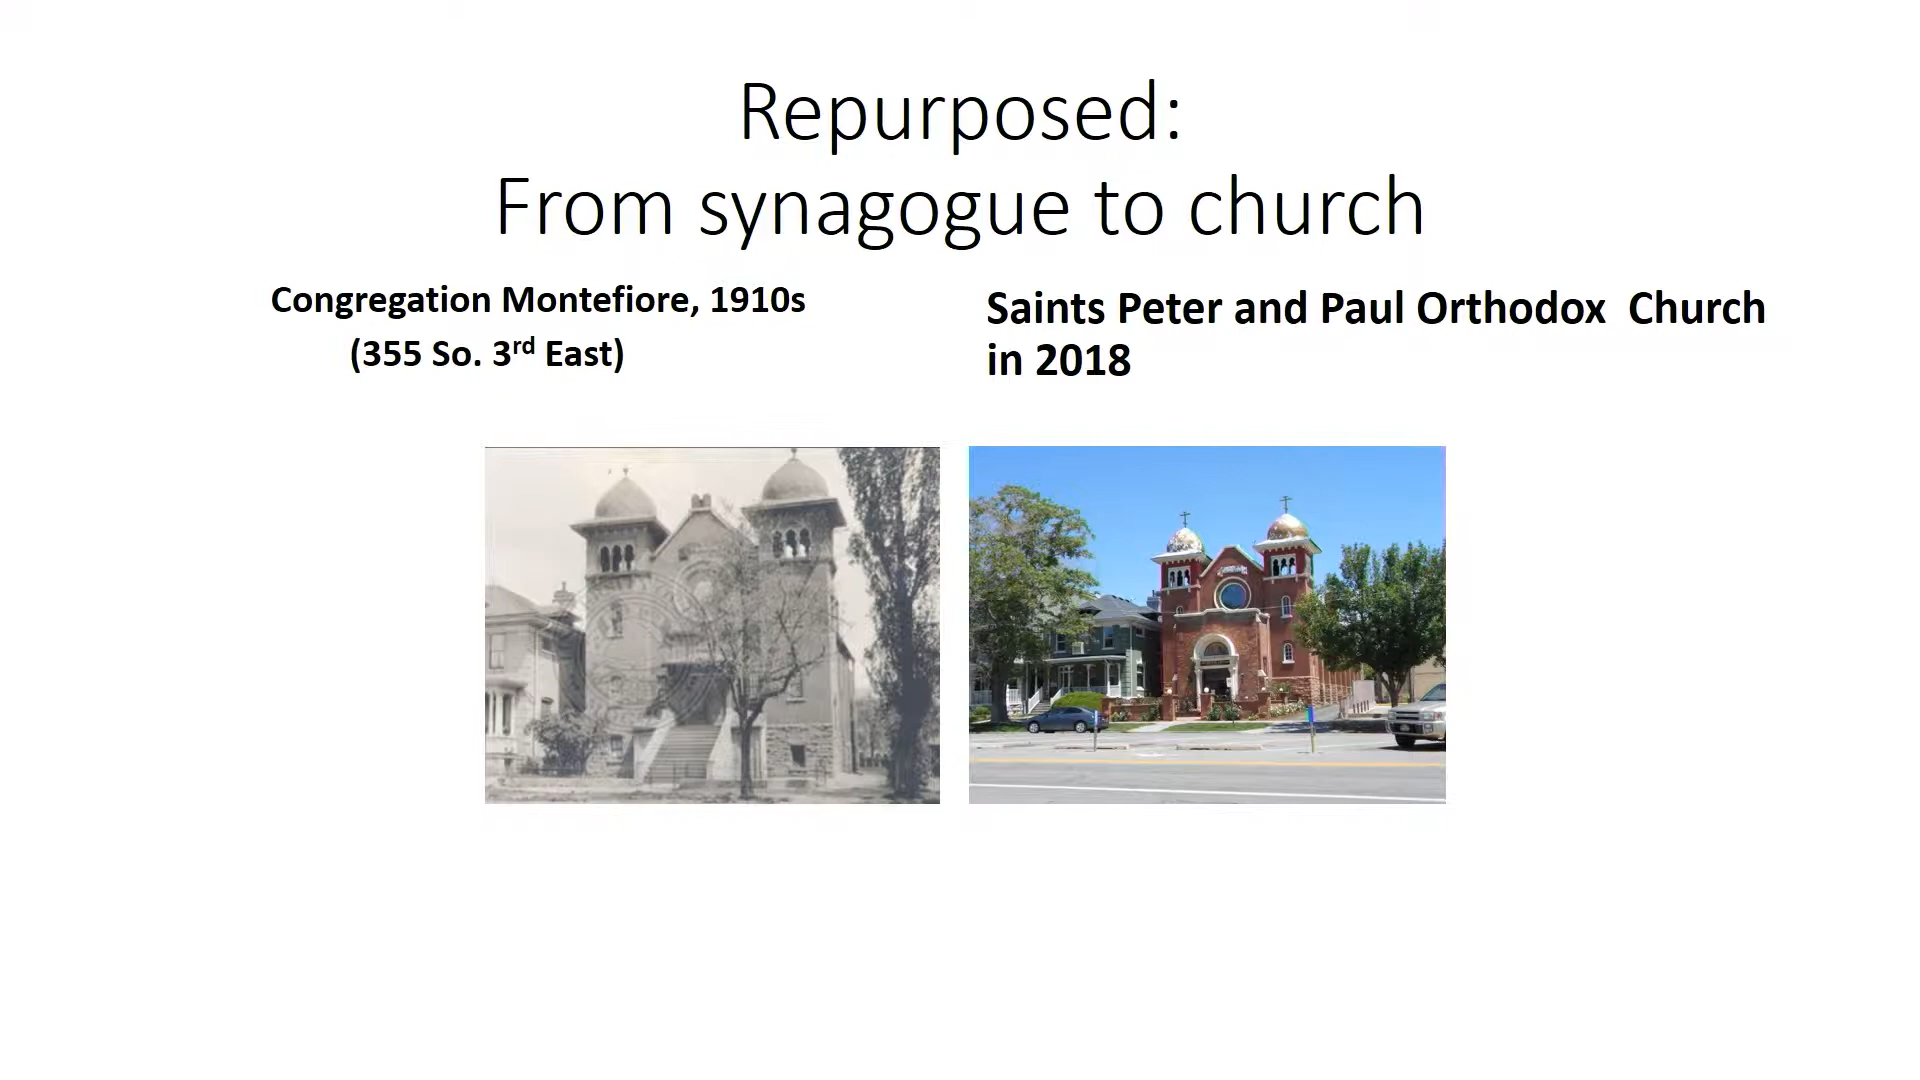 Repurposed:
From synagogue to church
Congregation Montefiore, 1910s
(355 So. 3rd East)
Saints Peter and Paul Orthodox  Church
in 2018